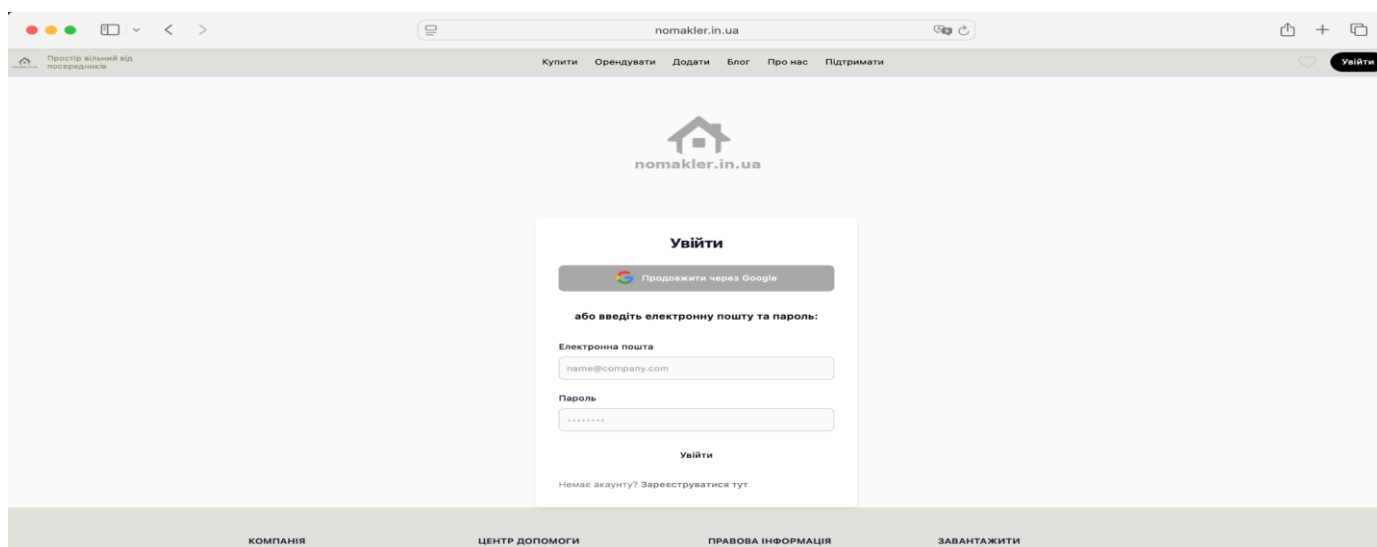 nomakler.in.ua
Простір вільний від
посередників
Купити Орендувати Додати Блог Про нас Підтримати
Увійти
nomakler.in.ua
Увійти
Продовжити через Google
або введіть електронну пошту та пароль:
Електронна пошта
name@company.com
Пароль
Увійти
Немає акаунту? Зареєструватися тут
КОМПАНІЯ ЦЕНТР ДОПОМОГИ ПРАВОВА ІНФОРМАЦІЯ ЗАВАНТАЖИТИ